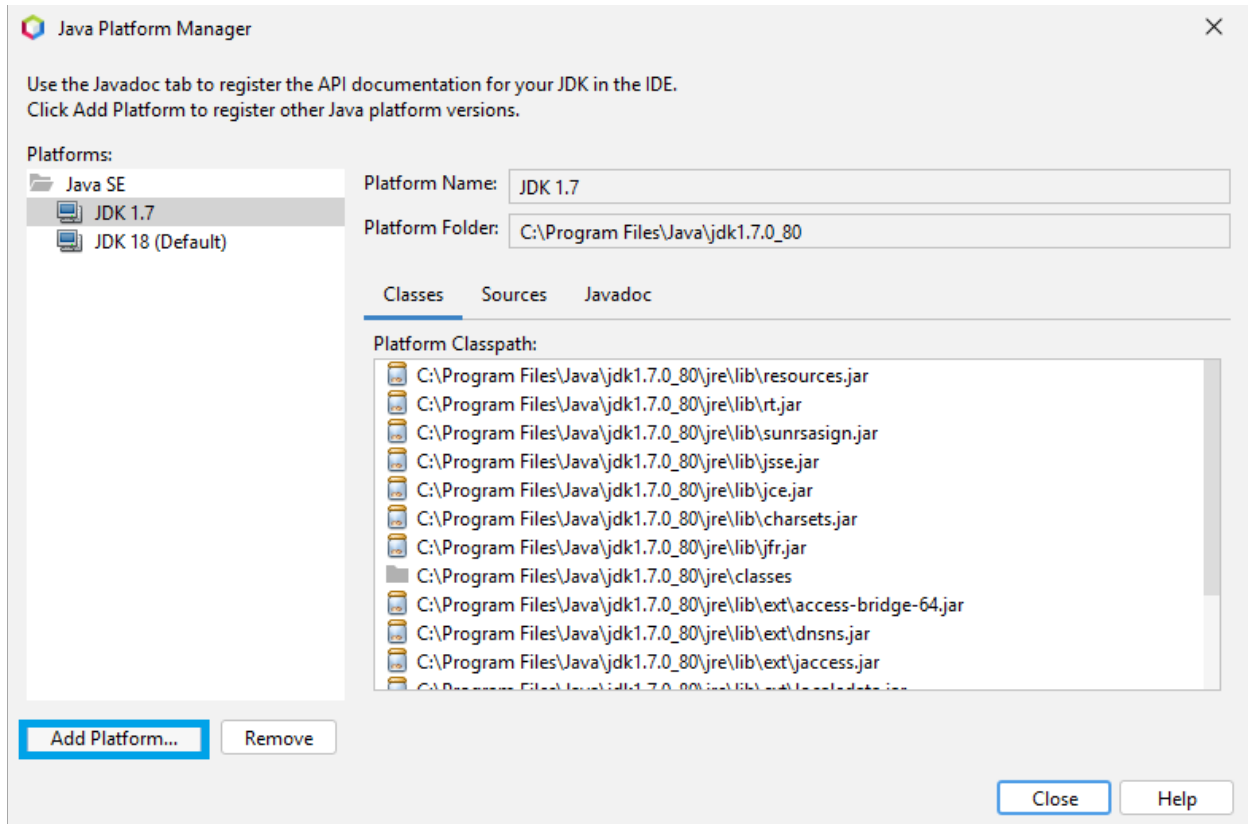 Java Platform Manager
Use the Javadoc tab to register the API documentation for your JDK in the IDE.
Click Add Platform to register other Java platform versions.
Platforms:
Java SE
JDK 1.7
JDK 18 (Default)
Platform Name: JDK 1.7
Platform Folder: C:\Program Files\Java\jdk1.7.0_80
Classes Sources Javadoc
Platform Classpath:
C:\Program Files\Java\jdk1.7.0_80\jre\lib\resources.jar
C:\Program Files\Java\jdk1.7.0_80\jre\lib\rt.jar
C:\Program Files\Java\jdk1.7.0_80\jre\lib\sunrsasign.jar
C:\Program Files\Java\jdk1.7.0_80\jre\lib\jsse.jar
C:\Program Files\Java\jdk1.7.0_80\jre\lib\jce.jar
C:\Program Files\Java\jdk1.7.0_80\jre\lib\charsets.jar
C:\Program Files\Java\jdk1.7.0_80\jre\lib\jfr.jar
C:\Program Files\Java\jdk1.7.0_80\jre\classes
C:\Program Files\Java\jdk1.7.0_80\jre\lib\ext\access-bridge-64.jar
C:\Program Files\Java\jdk1.7.0_80\jre\lib\ext\dnsns.jar
C:\Program Files\Java\jdk1.7.0_80\jre\lib\ext\jaccess.jar
Add Platform... Remove
Close Help